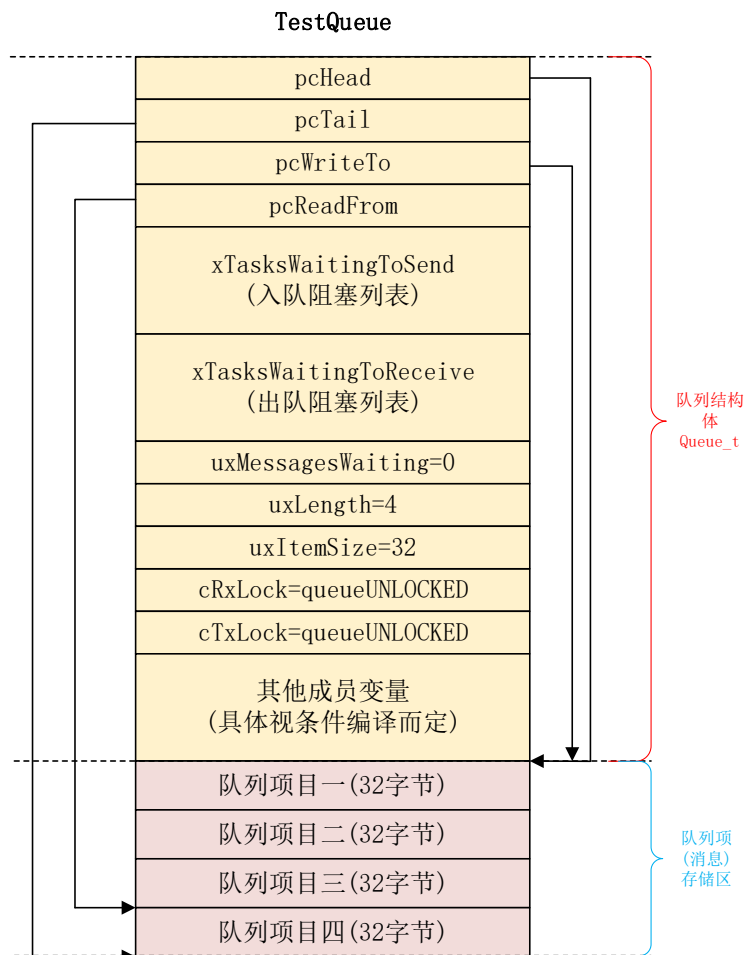 TestQueue
pcHead
pcTail
pcWriteTo
pcReadFrom
xTasksWaitingToSend
(入队阻塞列表)
xTasksWaitingToReceive
(出队阻塞列表)
uxMessagesWaiting=0
uxLength=4
uxItemSize=32
cRxLock=queueUNLOCKED
cTxLock=queueUNLOCKED
其他成员变量
(具体视条件编译而定)
队列结构
体
Queue_t
队列项目一(32字节)
队列项目二(32字节)
队列项目三(32字节)
队列项目四(32字节)
队列项
(消息)
存储区